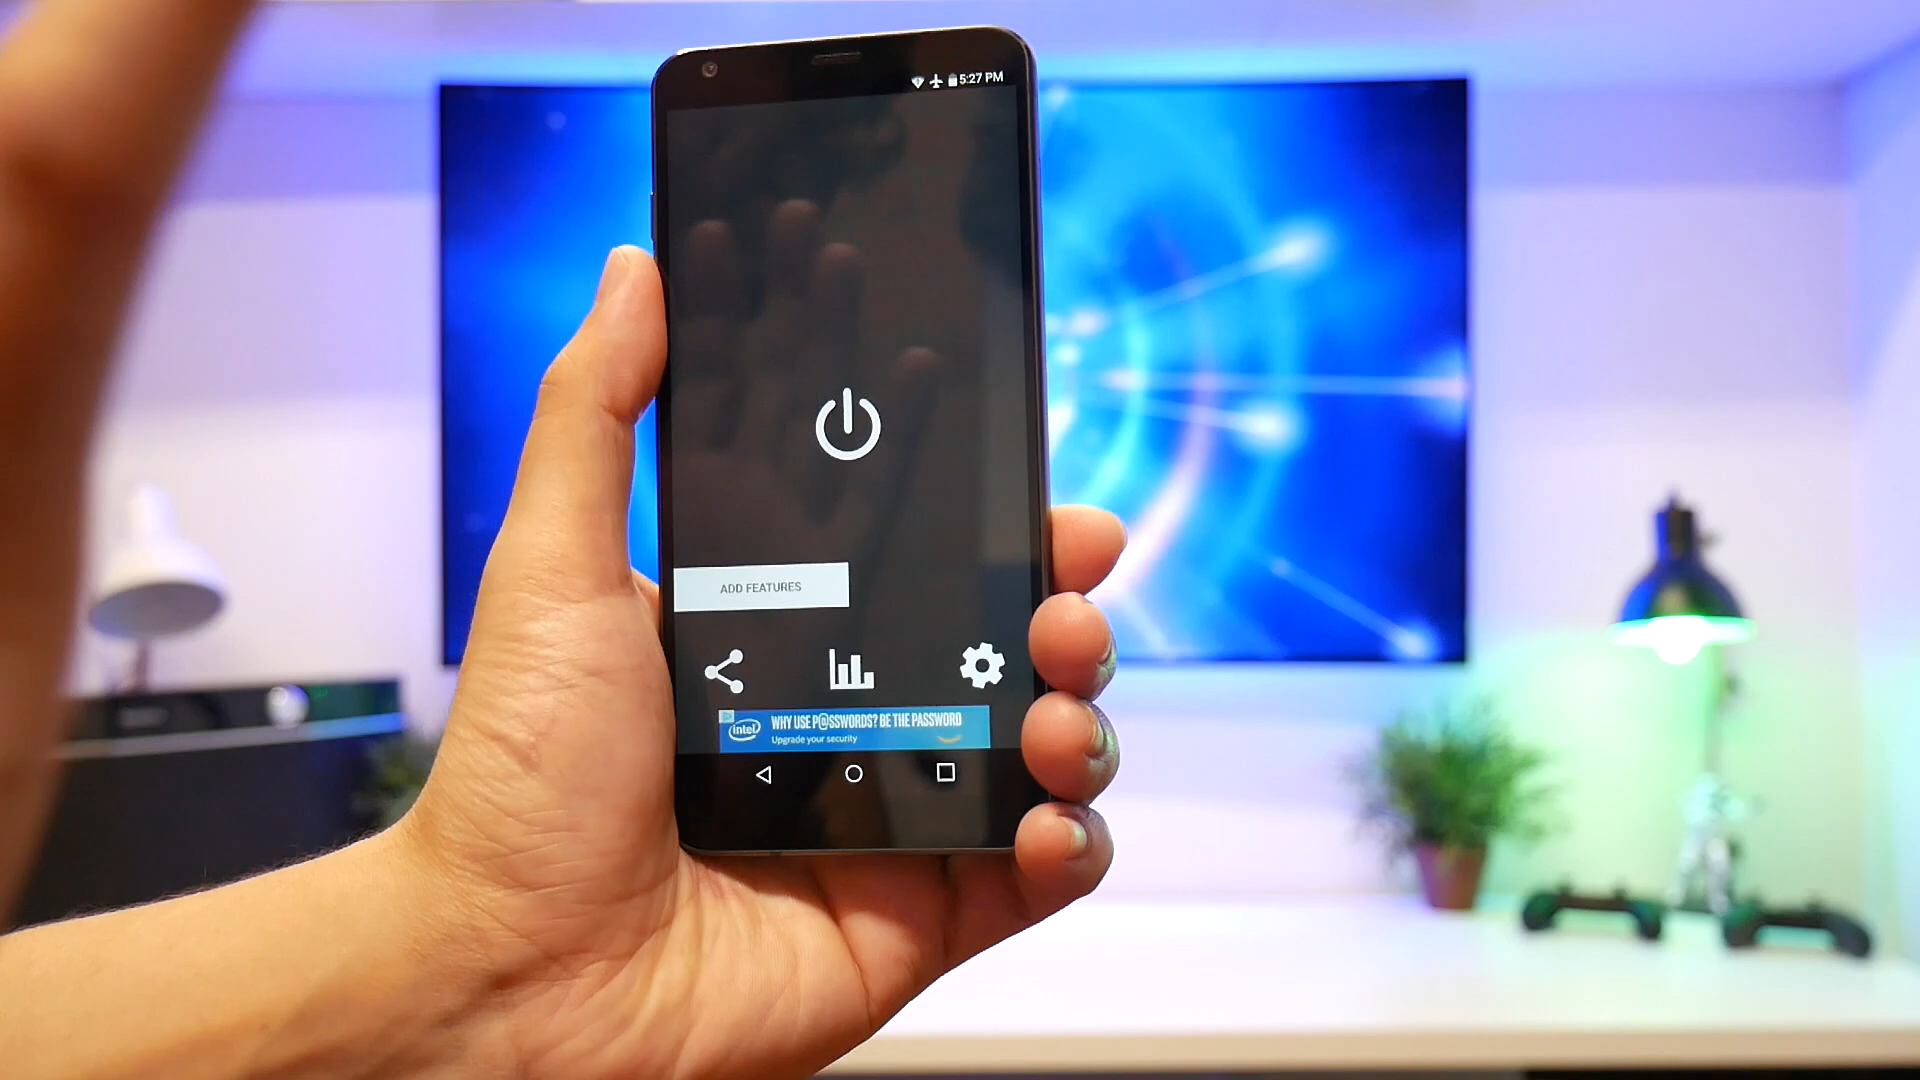 5:27 PM
ADD FEATURES
intel
WHY USE P@SSWORDS? BE THE PASSWORD
Upgrade your security